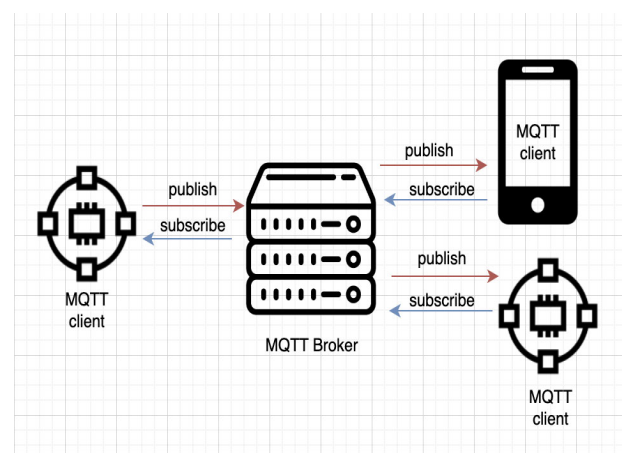 publish
subscribe
MQTT
client
MQTT Broker
publish
subscribe
MQTT
client
publish
subscribe
MQTT
client